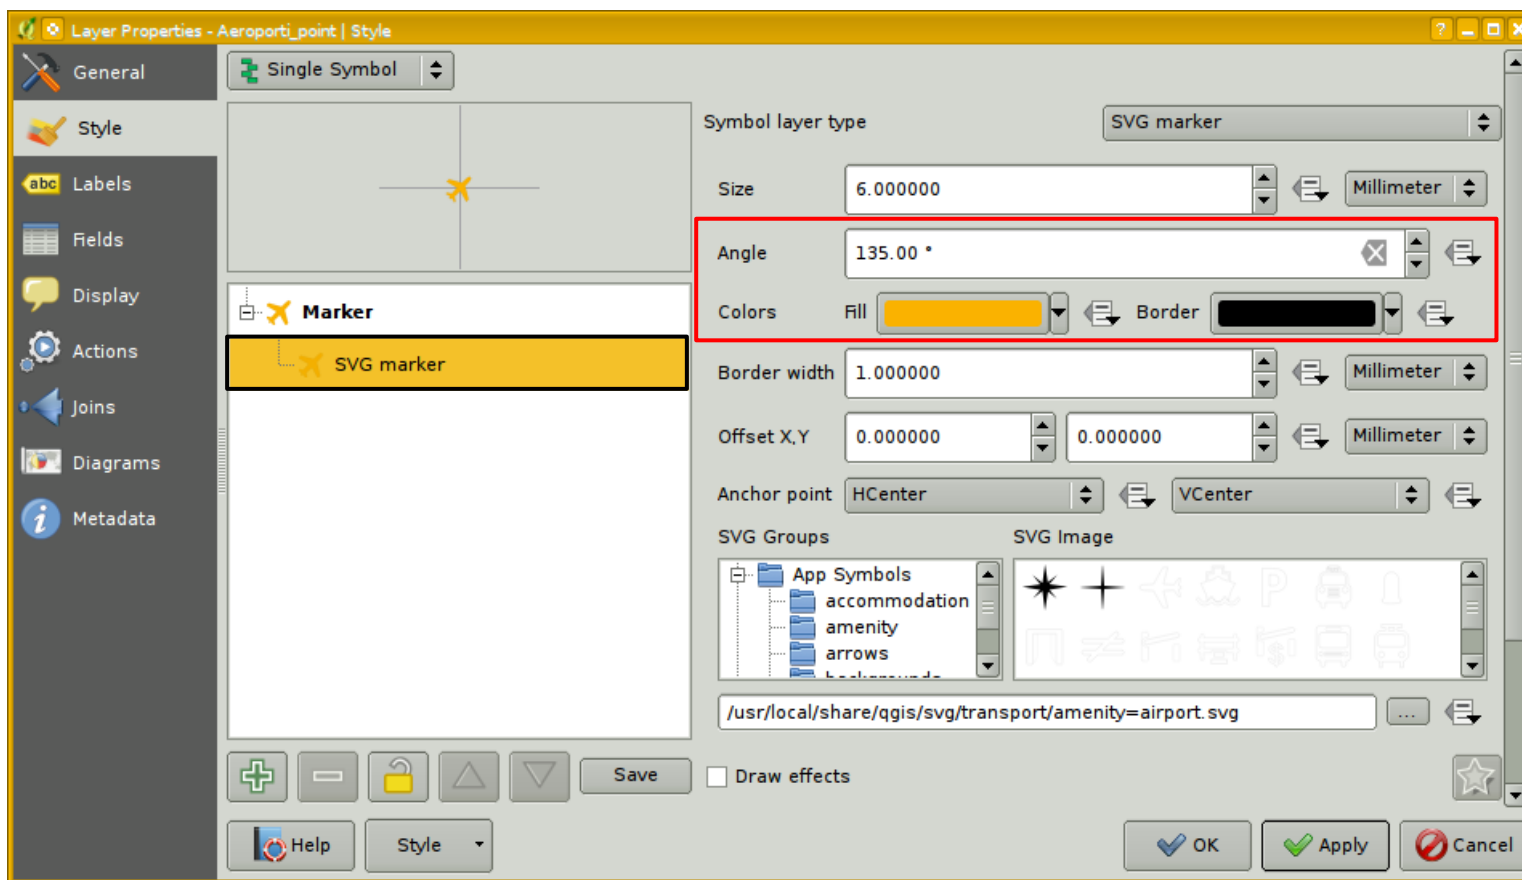 Layer Properties - Aeroporti_point | Style
General
Style
Labels
Fields
Display
Actions
Joins
Diagrams
Metadata
abc
Single Symbol
Marker
SVG marker
Save
Symbol layer type SVG marker
Size 6.000000 Millimeter
Angle 135.00 °
Colors Fill Border
Border width 1.000000 Millimeter
Offset X,Y 0.000000 0.000000 Millimeter
Anchor point HCenter VCenter
SVG Groups SVG Image
App Symbols
accommodation
amenity
arrows
backgrounds
P
/usr/local/share/qgis/svg/transport/amenity=airport.svg ...
Draw effects
Help Style OK Apply Cancel